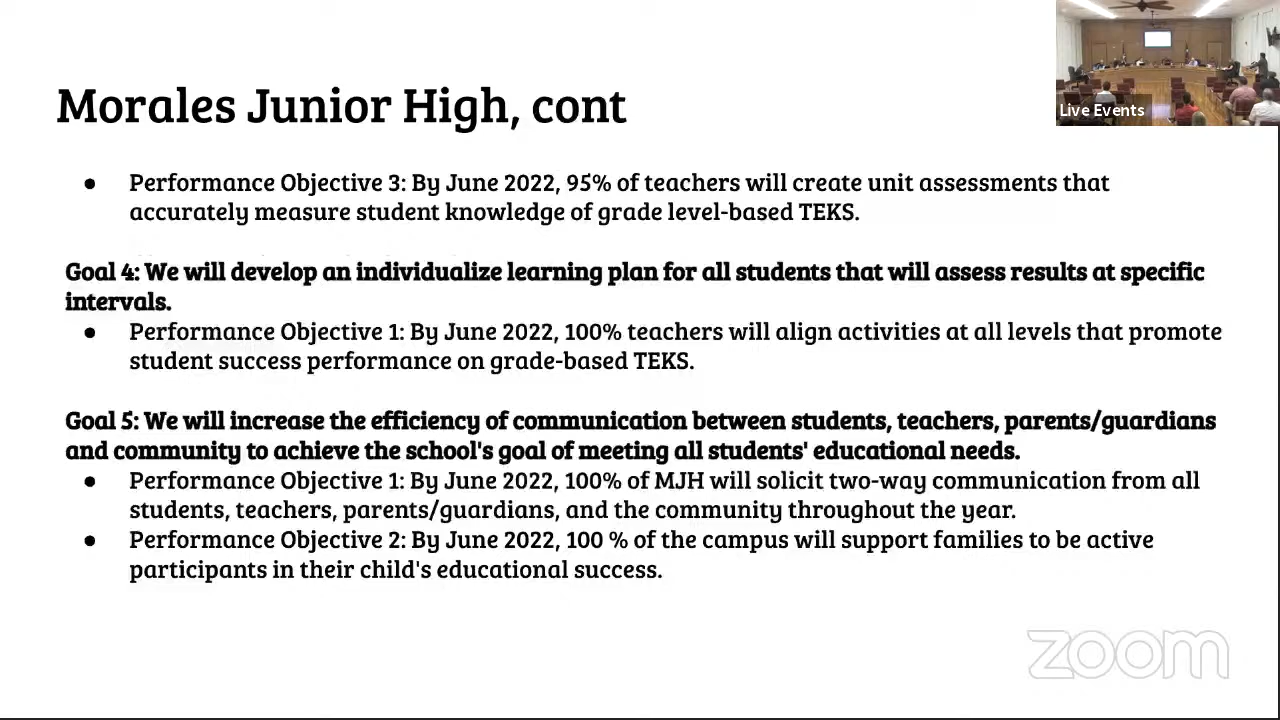 Live Events
Morales Junior High, cont
● Performance Objective 3: By June 2022, 95% of teachers will create unit assessments that
accurately measure student knowledge of grade level-based TEKS.
Goal 4: We will develop an individualize learning plan for all students that will assess results at specific
intervals.
● Performance Objective 1: By June 2022, 100% teachers will align activities at all levels that promote
student success performance on grade-based TEKS.
Goal 5: We will increase the efficiency of communication between students, teachers, parents/guardians
and community to achieve the school's goal of meeting all students' educational needs.
● Performance Objective 1: By June 2022, 100% of MJH will solicit two-way communication from all
students, teachers, parents/guardians, and the community throughout the year.
● Performance Objective 2: By June 2022, 100 % of the campus will support families to be active
participants in their child's educational success.
zoom